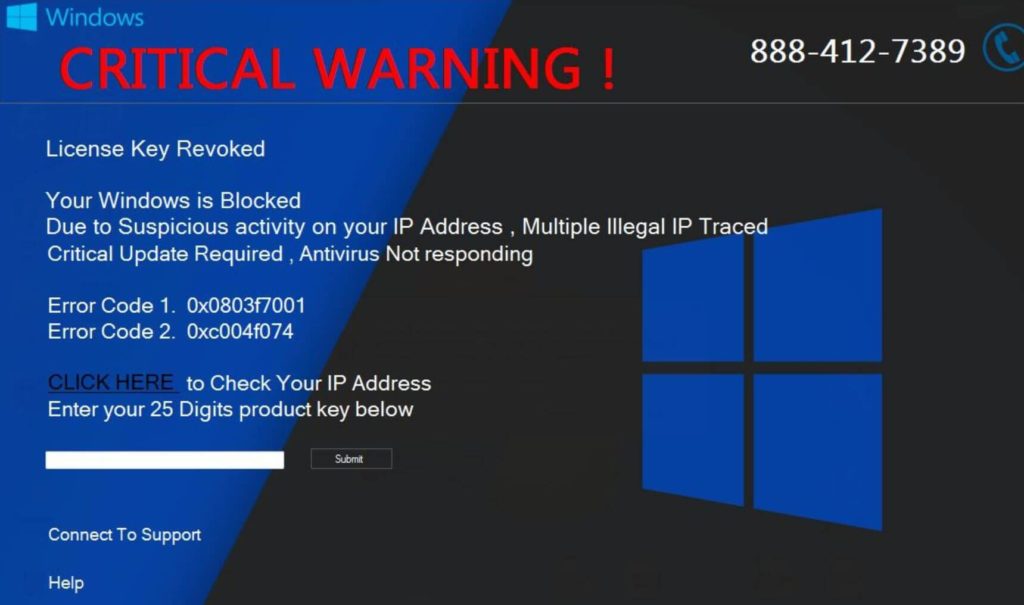 Windows
CRITICAL WARNING !
888-412-7389
License Key Revoked
Your Windows is Blocked
Due to Suspicious activity on your IP Address , Multiple Illegal IP Traced
Critical Update Required , Antivirus Not responding
Error Code 1. 0x0803f7001
Error Code 2. 0xc004f074
CLICK HERE to Check Your IP Address
Enter your 25 Digits product key below
Submit
Connect To Support
Help